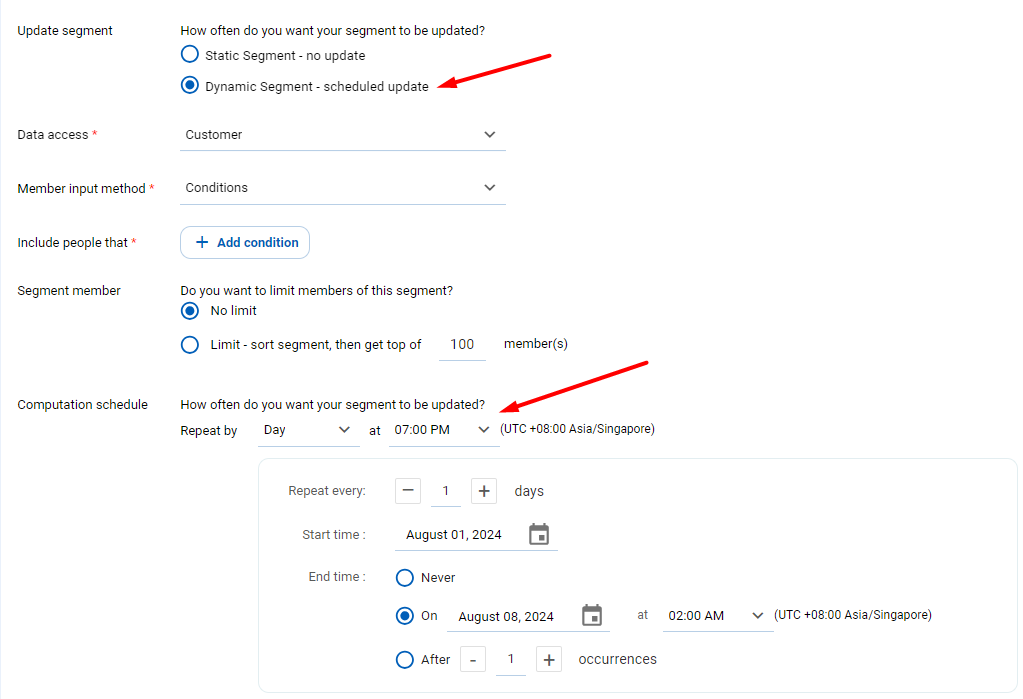 Update segment How often do you want your segment to be updated?
Static Segment - no update
Dynamic Segment - scheduled update
Data access * Customer
Member input method * Conditions
Include people that * + Add condition
Segment member Do you want to limit members of this segment?
No limit
Limit - sort segment, then get top of 100 member(s)
Computation schedule How often do you want your segment to be updated?
Repeat by Day at 07:00 PM (UTC +08:00 Asia/Singapore)
Repeat every: − 1 + days
Start time : August 01, 2024
End time : Never
On August 08, 2024 at 02:00 AM (UTC +08:00 Asia/Singapore)
After - 1 + occurrences